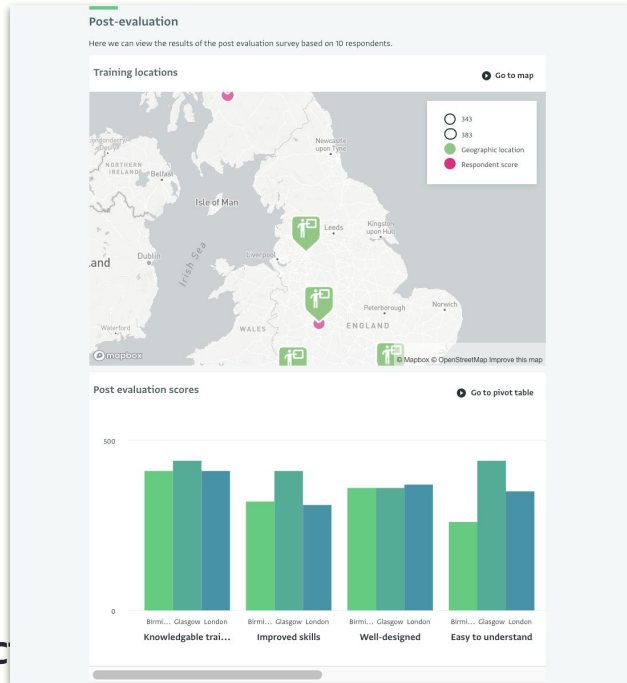 Post-evaluation
Here we can view the results of the post evaluation survey based on 10 respondents.
Training locations
Go to map
343
383
Geographic location
Respondent score
Newcastle
upon Tyne
NORTHERN
IRELAND
Belfast
Isle of Man
Leeds
Kingston
upon Hull
Irish Sea
Liverpool
Dublin
Peterborough
Norwich
Waterford
WALES
ENGLAND
mapbox
© Mapbox © OpenStreetMap Improve this map
Post evaluation scores
Go to pivot table
500
0
Birmi... Glasgow London
Birmi... Glasgow London
Birmi... Glasgow London
Birmi... Glasgow London
Knowledgable trai...
Improved skills
Well-designed
Easy to understand